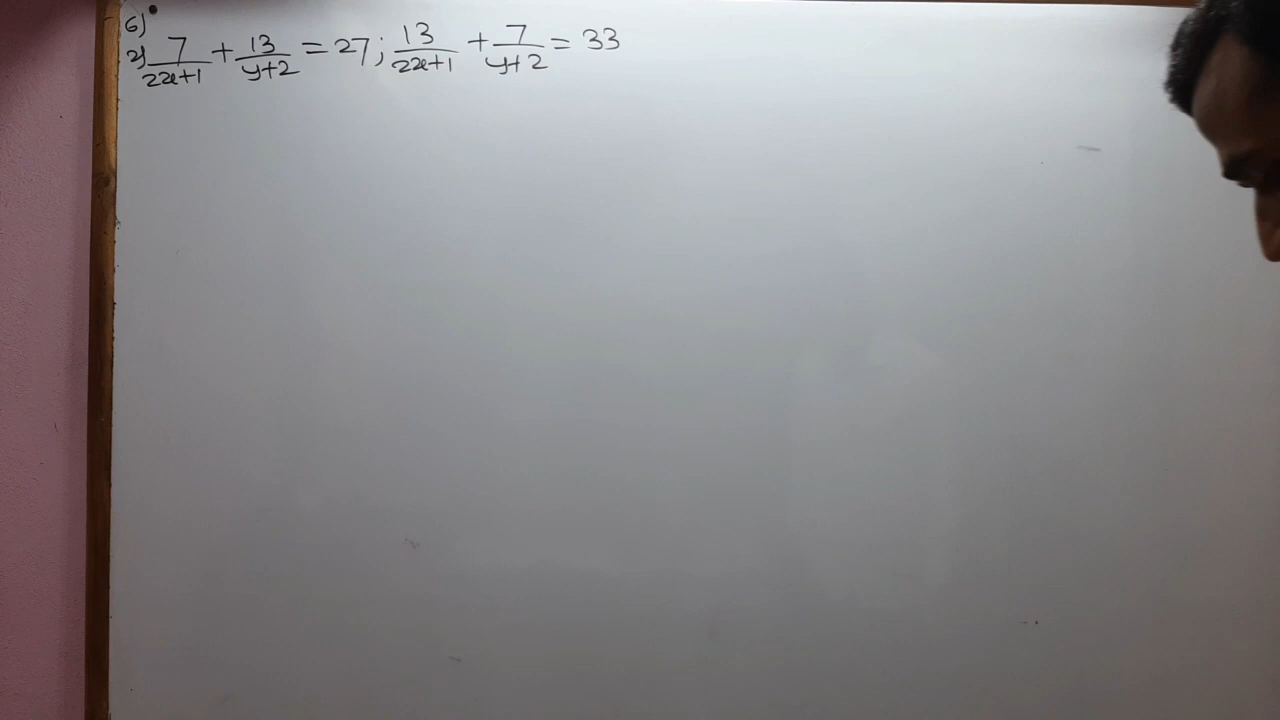 6)
2) 7/(2x+1) + 13/(y+2) = 27; 13/(2x+1) + 7/(y+2) = 33